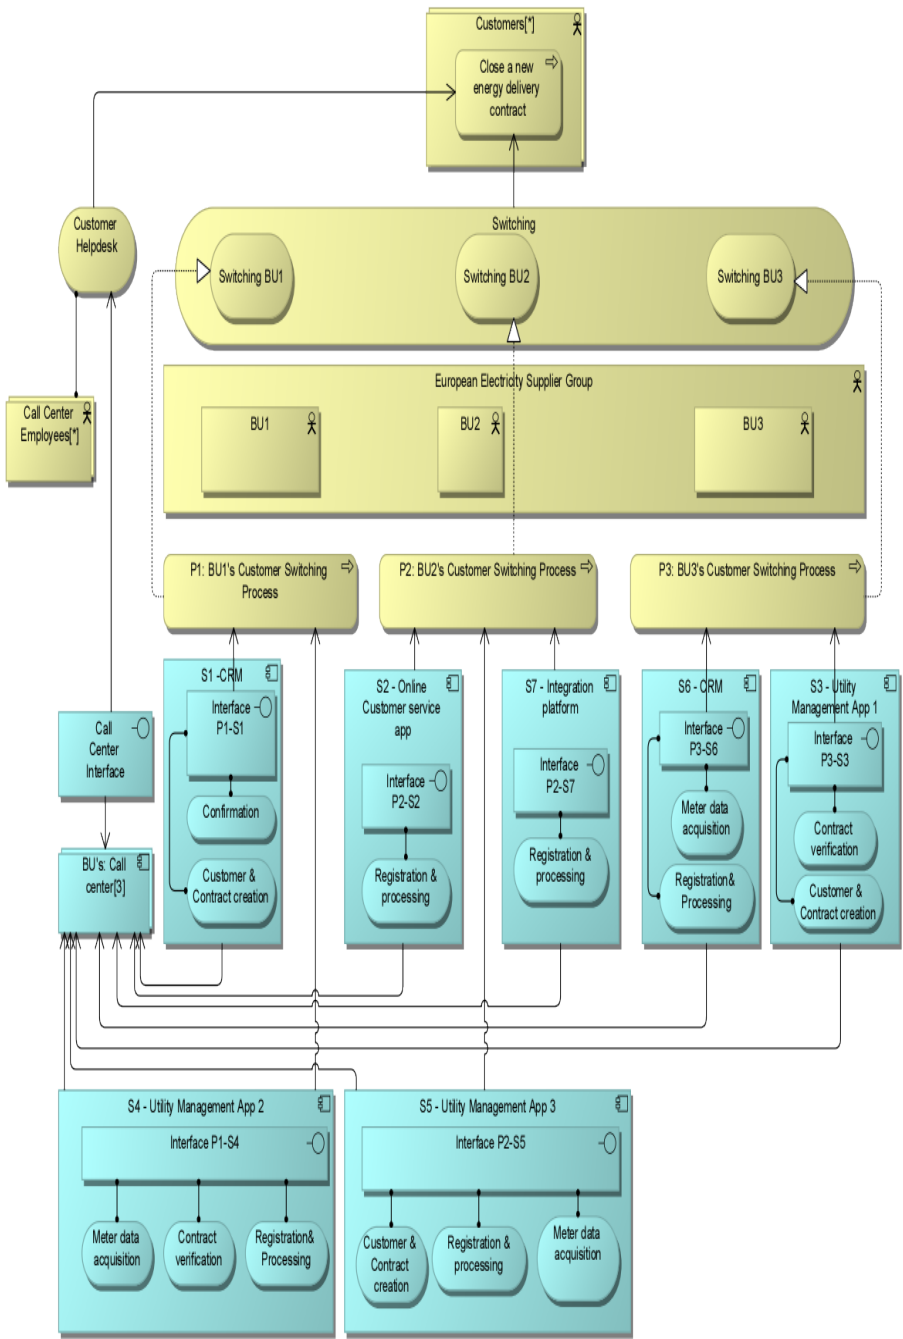 Customers[*]
Close a new
energy delivery
contract
Customer
Helpdesk
Switching
Switching BU1
Switching BU2
Switching BU3
European Electricity Supplier Group
BU1
BU2
BU3
Call Center
Employees[*]
P1: BU1's Customer Switching
Process
P2: BU2's Customer Switching Process
P3: BU3's Customer Switching Process
Call
Center
Interface
BU's: Call
center[3]
S1 -CRM
Interface
P1-S1
Confirmation
Customer &
Contract creation
S2 - Online
Customer service
app
Interface
P2-S2
Registration &
processing
S7 - Integration
platform
Interface
P2-S7
Registration &
processing
S6 - CRM
Interface
P3-S6
Meter data
acquisition
Registration&
Processing
S3 - Utility
Management App 1
Interface
P3-S3
Contract
verification
Customer &
Contract creation
S4 - Utility Management App 2
Interface P1-S4
Meter data
acquisition
Contract
verification
Registration&
Processing
S5 - Utility Management App 3
Interface P2-S5
Customer &
Contract
creation
Registration &
processing
Meter data
acquisition